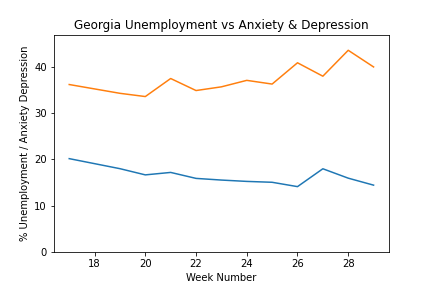 Georgia Unemployment vs Anxiety & Depression
% Unemployment / Anxiety Depression
40
30
20
10
0
18 20 22 24 26 28
Week Number